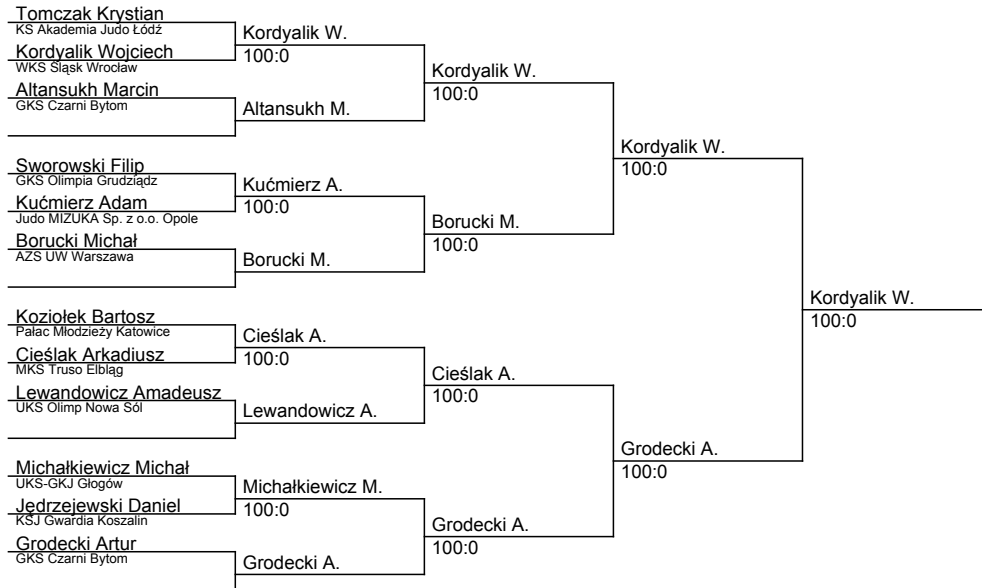 Tomczak Krystian
KS Akademia Judo Łódź
Kordyalik Wojciech
WKS Śląsk Wrocław
Altansukh Marcin
GKS Czarni Bytom
Sworowski Filip
GKS Olimpia Grudziądz
Kućmierz Adam
Judo MIZUKA Sp. z o.o. Opole
Borucki Michał
AZS UW Warszawa
Koziołek Bartosz
Pałac Młodzieży Katowice
Cieślak Arkadiusz
MKS Truso Elbląg
Lewandowicz Amadeusz
UKS Olimp Nowa Sól
Michałkiewicz Michał
UKS-GKJ Głogów
Jędrzejewski Daniel
KSJ Gwardia Koszalin
Grodecki Artur
GKS Czarni Bytom
Kordyalik W.
100:0
Altansukh M.
Kućmierz A.
100:0
Borucki M.
Cieślak A.
100:0
Lewandowicz A.
Michałkiewicz M.
100:0
Grodecki A.
Kordyalik W.
100:0
Borucki M.
100:0
Cieślak A.
100:0
Grodecki A.
100:0
Kordyalik W.
100:0
Grodecki A.
100:0
Kordyalik W.
100:0